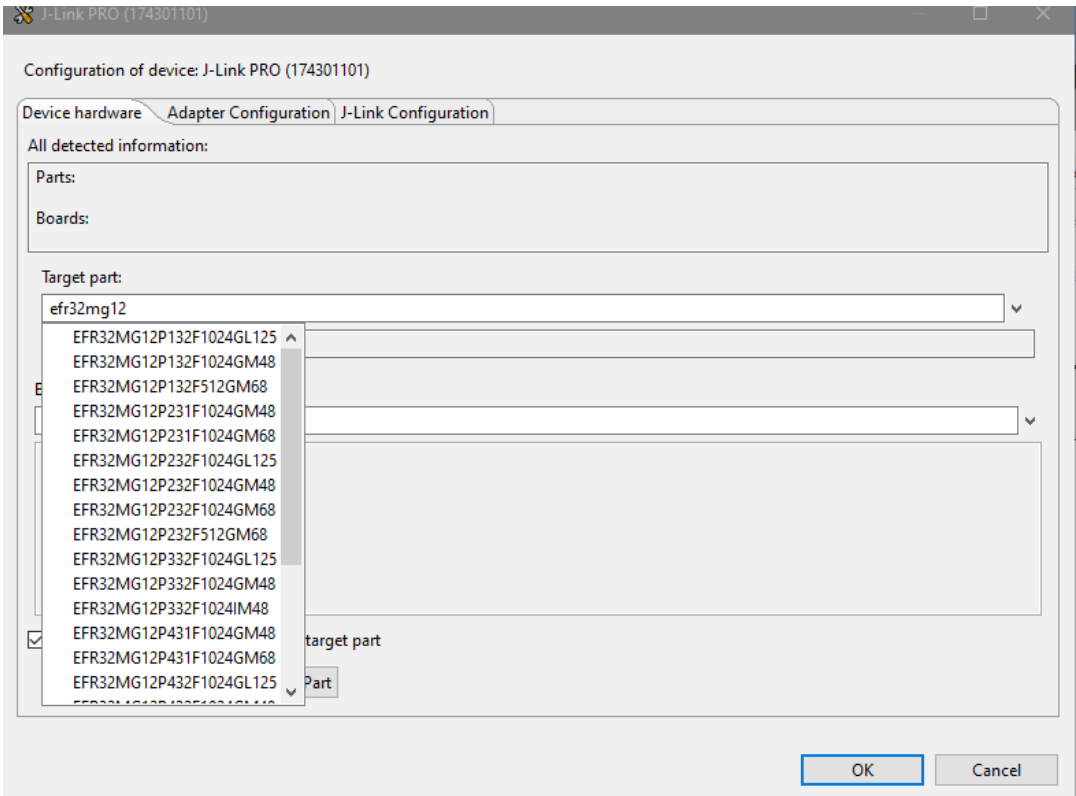 J-Link PRO (174301101)
Configuration of device: J-Link PRO (174301101)
Device hardware Adapter Configuration J-Link Configuration
All detected information:
Parts:
Boards:
Target part:
efr32mg12
EFR32MG12P132F1024GL125
EFR32MG12P132F1024GM48
EFR32MG12P132F512GM68
EFR32MG12P231F1024GM48
EFR32MG12P231F1024GM68
EFR32MG12P232F1024GL125
EFR32MG12P232F1024GM48
EFR32MG12P232F1024GM68
EFR32MG12P232F512GM68
EFR32MG12P332F1024GL125
EFR32MG12P332F1024GM48
EFR32MG12P332F1024IM48
EFR32MG12P431F1024GM48
target part
EFR32MG12P431F1024GM68
EFR32MG12P432F1024GL125
Part
OK Cancel